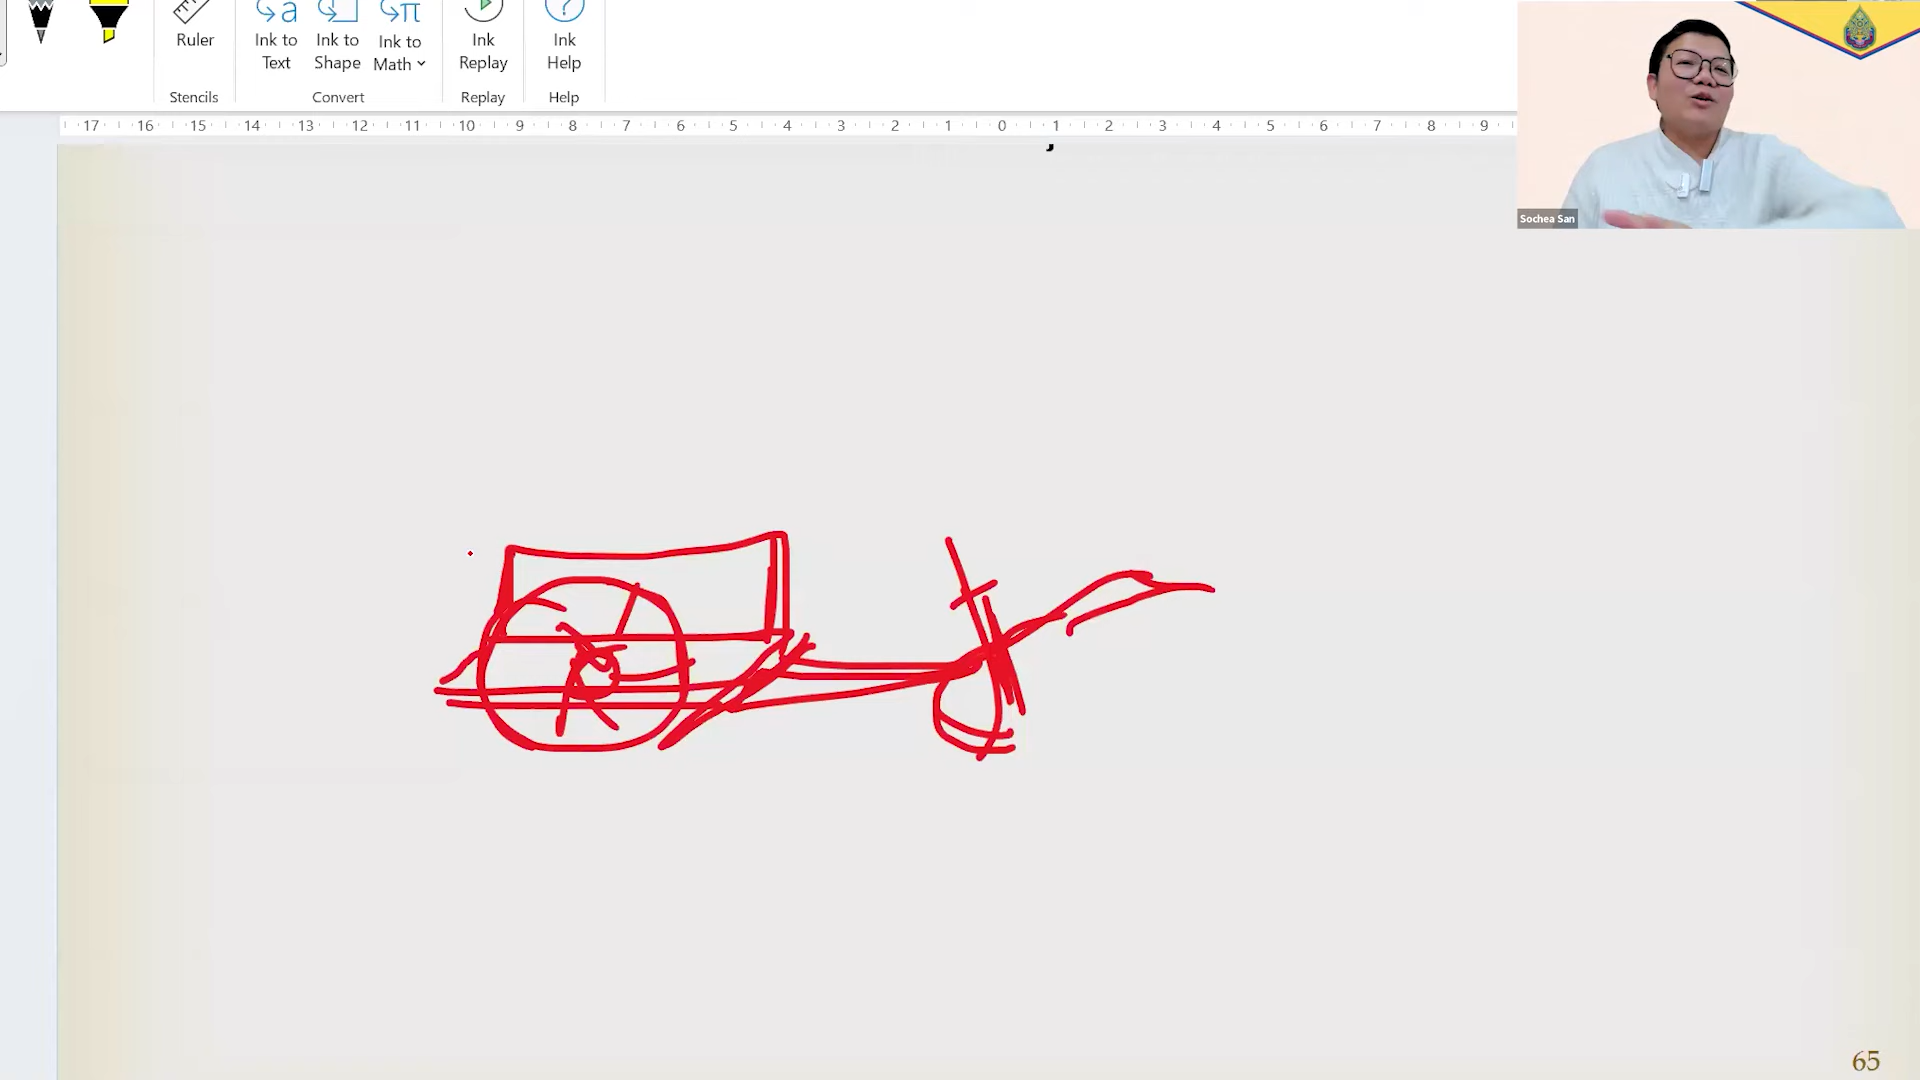 Ruler
Ink to
Text
Ink to
Shape
Ink to
Math
Ink
Replay
Ink
Help
Stencils
Convert
Replay
Help
17 16 15 14 13 12 11 10 9 8 7 6 5 4 3 2 1 0 1 2 3 4 5 6 7 8 9
Sochea San
65